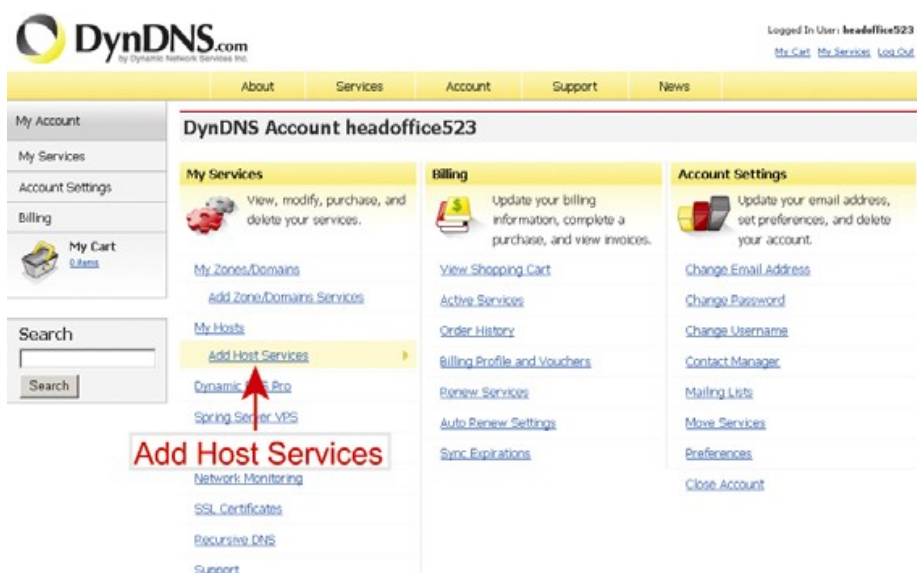 DynDNS.com
by Dynamic Network Services Inc.
Logged In User: headoffice523
My Cart My Services Log Out
About Services Account Support News
My Account
My Services
Account Settings
Billing
My Cart
0 items
Search
Search
DynDNS Account headoffice523
My Services
View, modify, purchase, and
delete your services.
My Zones/Domains
Add Zone/Domains Services
My Hosts
Add Host Services
Dynamic Pro
Spring Server VPS
Add Host Services
Network Monitoring
SSL Certificates
Recursive DNS
Support
Billing
Update your billing
information, complete a
purchase, and view invoices.
View Shopping Cart
Active Services
Order History
Billing Profile and Vouchers
Renew Services
Auto Renew Settings
Sync Expirations
Account Settings
Update your email address,
set preferences, and delete
your account.
Change Email Address
Change Password
Change Username
Contact Manager
Mailing Lists
Move Services
Preferences
Close Account